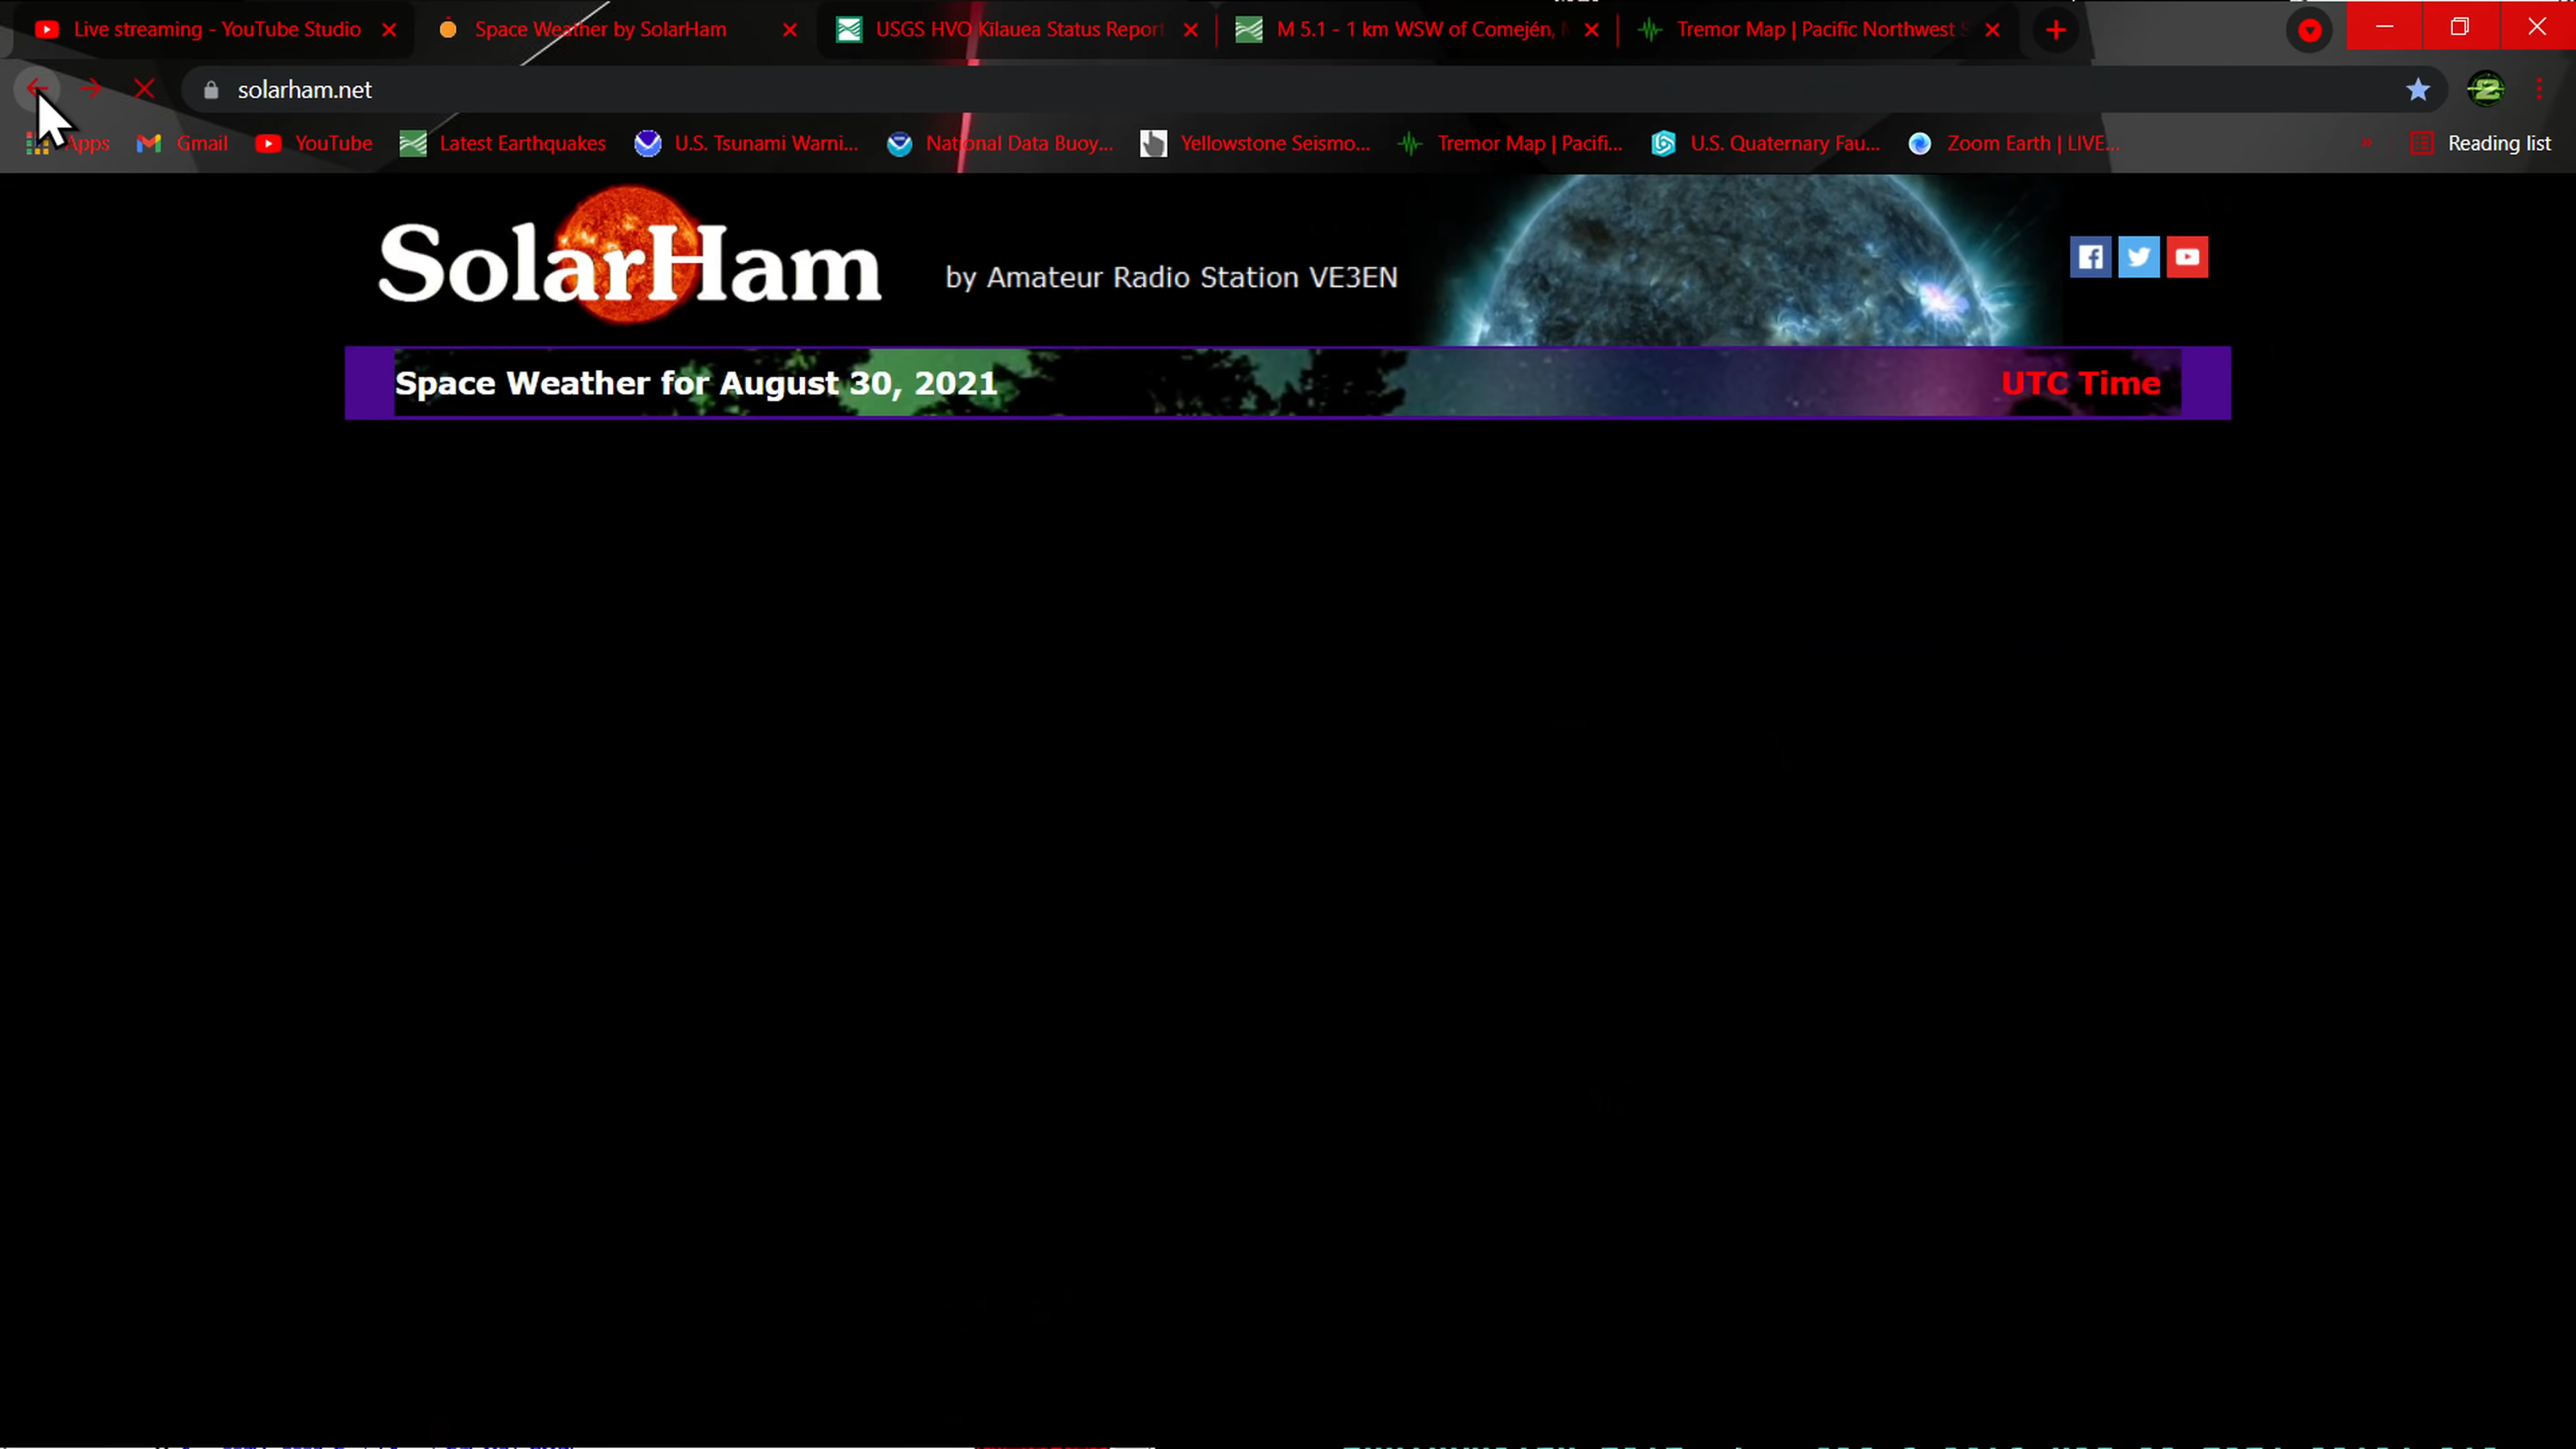 Live streaming - YouTube Studio
Space Weather by SolarHam
USGS HVO Kīlauea Status Report
M 5.1 - 1 km WSW of Comején,
Tremor Map | Pacific Northwest
solarham.net
Apps
Gmail
YouTube
Latest Earthquakes
U.S. Tsunami Warni...
National Data Buoy...
Yellowstone Seismo...
Tremor Map | Pacifi...
U.S. Quaternary Fau...
Zoom Earth | LIVE...
»
Reading list
SolarHam
by Amateur Radio Station VE3EN
Space Weather for August 30, 2021
UTC Time